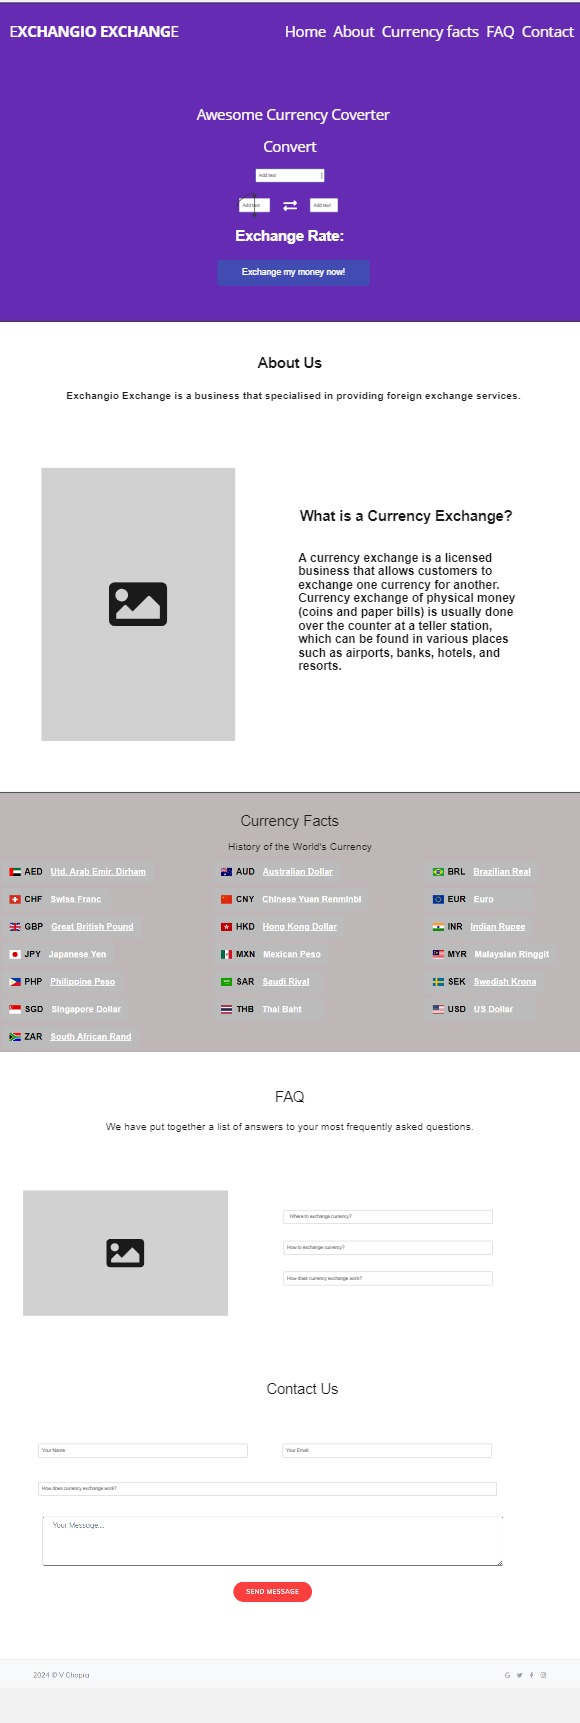 EXCHANGIO EXCHANGE
Home About Currency facts FAQ Contact
Awesome Currency Coverter
Convert
Add text
Add text
Add text
Exchange Rate:
Exchange my money now!
About Us
Exchangio Exchange is a business that specialised in providing foreign exchange services.
What is a Currency Exchange?
A currency exchange is a licensed
business that allows customers to
exchange one currency for another.
Currency exchange of physical money
(coins and paper bills) is usually done
over the counter at a teller station,
which can be found in various places
such as airports, banks, hotels, and
resorts.
Currency Facts
History of the World's Currency
AED Utd. Arab Emir. Dirham
AUD Australian Dollar
BRL Brazilian Real
CHF Swiss Franc
CNY Chinese Yuan Renminbi
EUR Euro
GBP Great British Pound
HKD Hong Kong Dollar
INR Indian Rupee
JPY Japanese Yen
MXN Mexican Peso
MYR Malaysian Ringgit
PHP Philippine Peso
SAR Saudi Riyal
SEK Swedish Krona
SGD Singapore Dollar
THB Thai Baht
USD US Dollar
ZAR South African Rand
FAQ
We have put together a list of answers to your most frequently asked questions.
Where to exchange currency?
How to exchange currency?
How does currency exchange work?
Contact Us
Your Name
Your Email
How does currency exchange work?
Your Message...
SEND MESSAGE
2024 © V Chopra